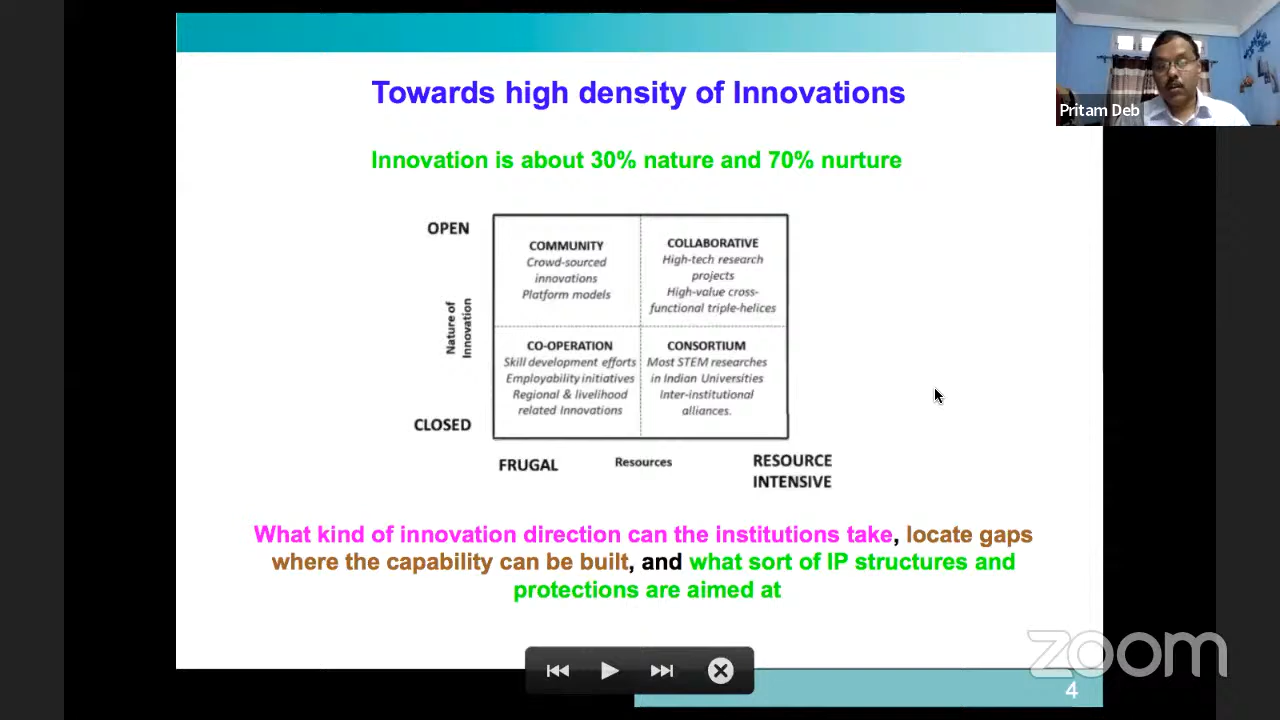 Towards high density of Innovations
Pritam Deb
Innovation is about 30% nature and 70% nurture
OPEN
COMMUNITY
Crowd-sourced
innovations
Platform models
COLLABORATIVE
High-tech research
projects
High-value cross-
functional triple-helices
Nature of
Innovation
CO-OPERATION
Skill development efforts
Employability initiatives
Regional & livelihood
related Innovations
CONSORTIUM
Most STEM researches
in Indian Universities
Inter-institutional
alliances.
CLOSED
FRUGAL
Resources
RESOURCE
INTENSIVE
What kind of innovation direction can the institutions take, locate gaps
where the capability can be built, and what sort of IP structures and
protections are aimed at
zoom
4